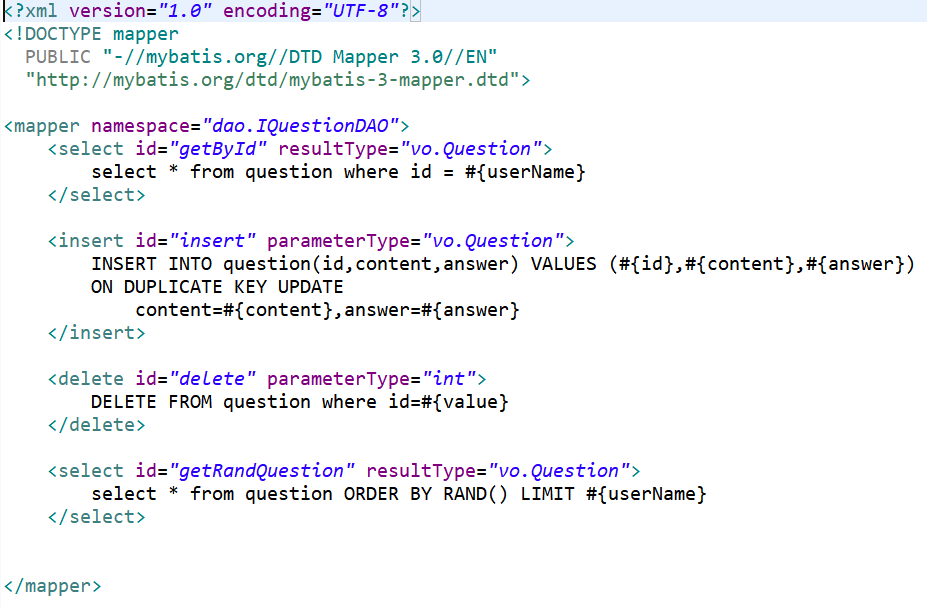 <?xml version="1.0" encoding="UTF-8"?>
<!DOCTYPE mapper
  PUBLIC "-//mybatis.org//DTD Mapper 3.0//EN"
  "http://mybatis.org/dtd/mybatis-3-mapper.dtd">
<mapper namespace="dao.IQuestionDAO">
    <select id="getById" resultType="vo.Question">
        select * from question where id = #{userName}
    </select>
    <insert id="insert" parameterType="vo.Question">
        INSERT INTO question(id,content,answer) VALUES (#{id},#{content},#{answer})
        ON DUPLICATE KEY UPDATE
            content=#{content},answer=#{answer}
    </insert>
    <delete id="delete" parameterType="int">
        DELETE FROM question where id=#{value}
    </delete>
    <select id="getRandQuestion" resultType="vo.Question">
        select * from question ORDER BY RAND() LIMIT #{userName}
    </select>
</mapper>